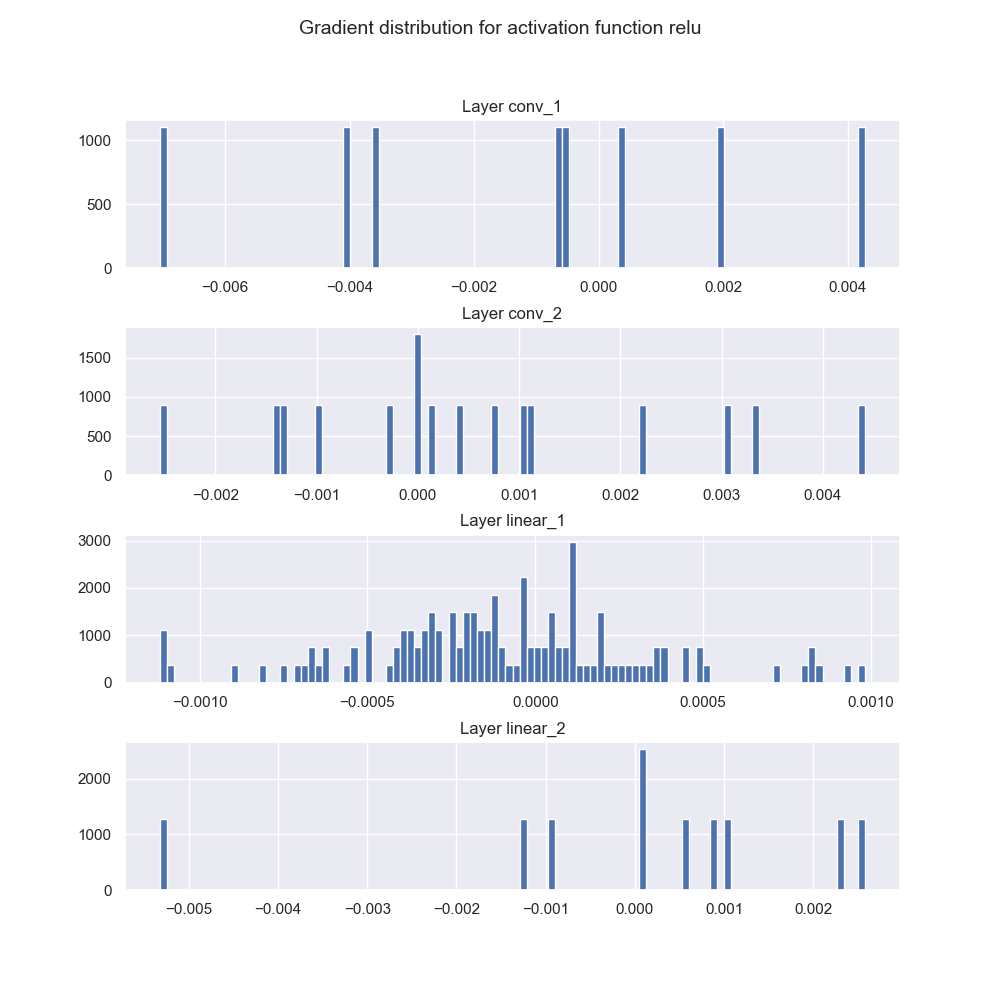 Gradient distribution for activation function relu
Layer conv_1
1000
500
0
−0.006 −0.004 −0.002 0.000 0.002 0.004
Layer conv_2
1500
1000
500
0
−0.002 −0.001 0.000 0.001 0.002 0.003 0.004
Layer linear_1
3000
2000
1000
0
−0.0010 −0.0005 0.0000 0.0005 0.0010
Layer linear_2
2000
1000
0
−0.005 −0.004 −0.003 −0.002 −0.001 0.000 0.001 0.002